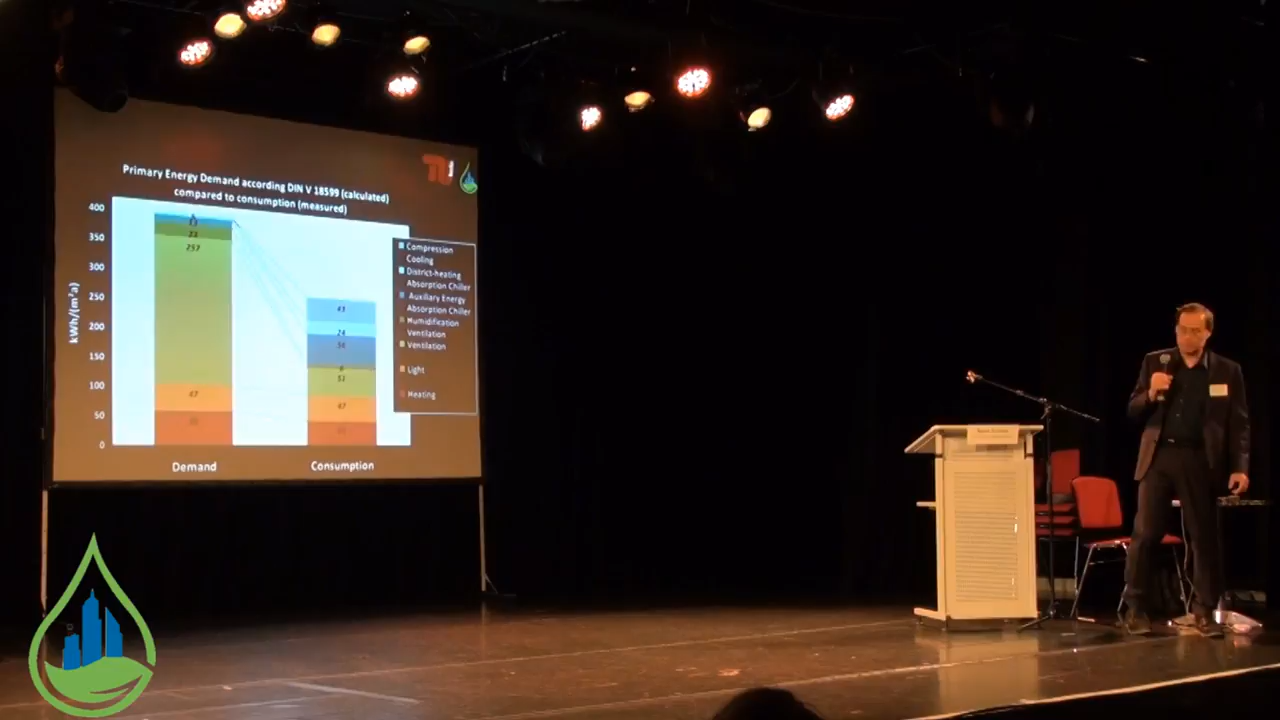 Primary Energy Demand according DIN V 18599 (calculated)
compared to consumption (measured)
kWh/(m²a)
400
350
300
250
200
150
100
50
0
23
257
47
43
24
6
51
47
Demand
Consumption
Compression
Cooling
District-heating
Absorption Chiller
Auxiliary Energy
Absorption Chiller
Humidification
Ventilation
Ventilation
Light
Heating